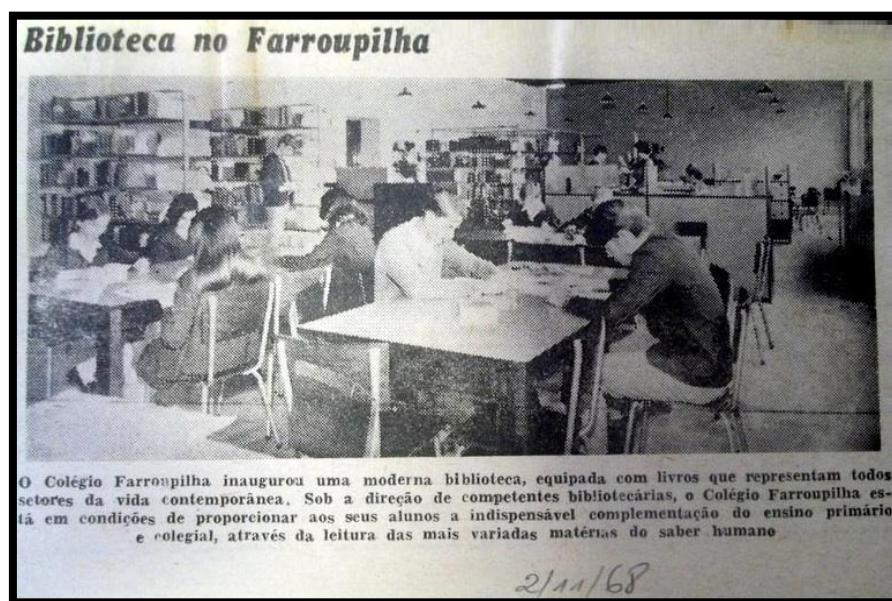 Biblioteca no Farroupilha
O Colégio Farroupilha inaugurou uma moderna biblioteca, equipada com livros que representam todos
setores da vida contemporânea. Sob a direção de competentes bibliotecárias, o Colégio Farroupilha es-
tá em condições de proporcionar aos seus alunos a indispensável complementação do ensino primário
e colegial, através da leitura das mais variadas matérias do saber humano
2/11/68